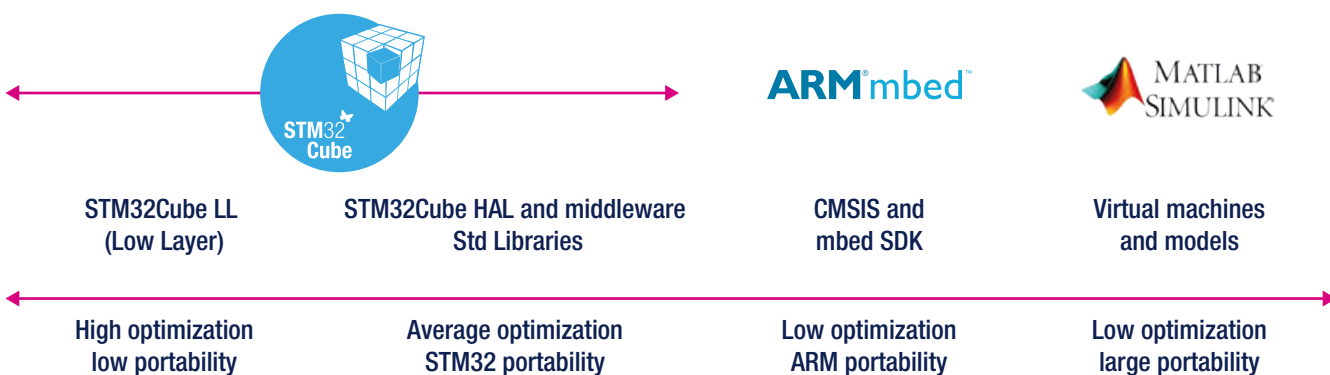 STM32
Cube
ARM® mbed™
MATLAB
SIMULINK®
STM32Cube LL
(Low Layer)
STM32Cube HAL and middleware
Std Libraries
CMSIS and
mbed SDK
Virtual machines
and models
High optimization
low portability
Average optimization
STM32 portability
Low optimization
ARM portability
Low optimization
large portability